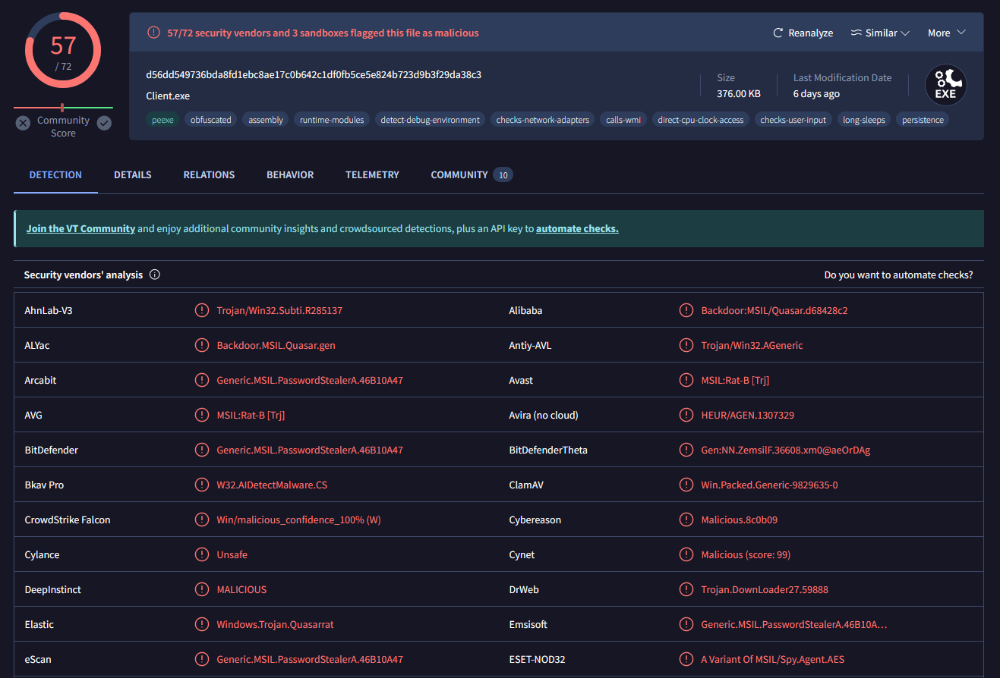 57
/ 72
Community
Score
57/72 security vendors and 3 sandboxes flagged this file as malicious
Reanalyze
Similar
More
d56dd549736bda8fd1ebc8ae17c0b642c1df0fb5ce5e824b723d9b3f29da38c3
Client.exe
Size
376.00 KB
Last Modification Date
6 days ago
EXE
peexe obfuscated assembly runtime-modules detect-debug-environment checks-network-adapters calls-wmi direct-cpu-clock-access checks-user-input long-sleeps persistence
DETECTION DETAILS RELATIONS BEHAVIOR TELEMETRY COMMUNITY 10
Join the VT Community and enjoy additional community insights and crowdsourced detections, plus an API key to automate checks.
Security vendors' analysis Do you want to automate checks?
AhnLab-V3 Trojan/Win32.Subti.R285137 Alibaba Backdoor:MSIL/Quasar.d68428c2
ALYac Backdoor.MSIL.Quasar.gen Antiy-AVL Trojan/Win32.AGeneric
Arcabit Generic.MSIL.PasswordStealerA.46B10A47 Avast MSIL:Rat-B [Trj]
AVG MSIL:Rat-B [Trj] Avira (no cloud) HEUR/AGEN.1307329
BitDefender Generic.MSIL.PasswordStealerA.46B10A47 BitDefenderTheta Gen:NN.ZemsilF.36608.xm0@aeOrDAg
Bkav Pro W32.AIDetectMalware.CS ClamAV Win.Packed.Generic-9829635-0
CrowdStrike Falcon Win/malicious_confidence_100% (W) Cybereason Malicious.8c0b09
Cylance Unsafe Cynet Malicious (score: 99)
DeepInstinct MALICIOUS DrWeb Trojan.DownLoader27.59888
Elastic Windows.Trojan.Quasarrat Emsisoft Generic.MSIL.PasswordStealerA.46B10A…
eScan Generic.MSIL.PasswordStealerA.46B10A47 ESET-NOD32 A Variant Of MSIL/Spy.Agent.AES